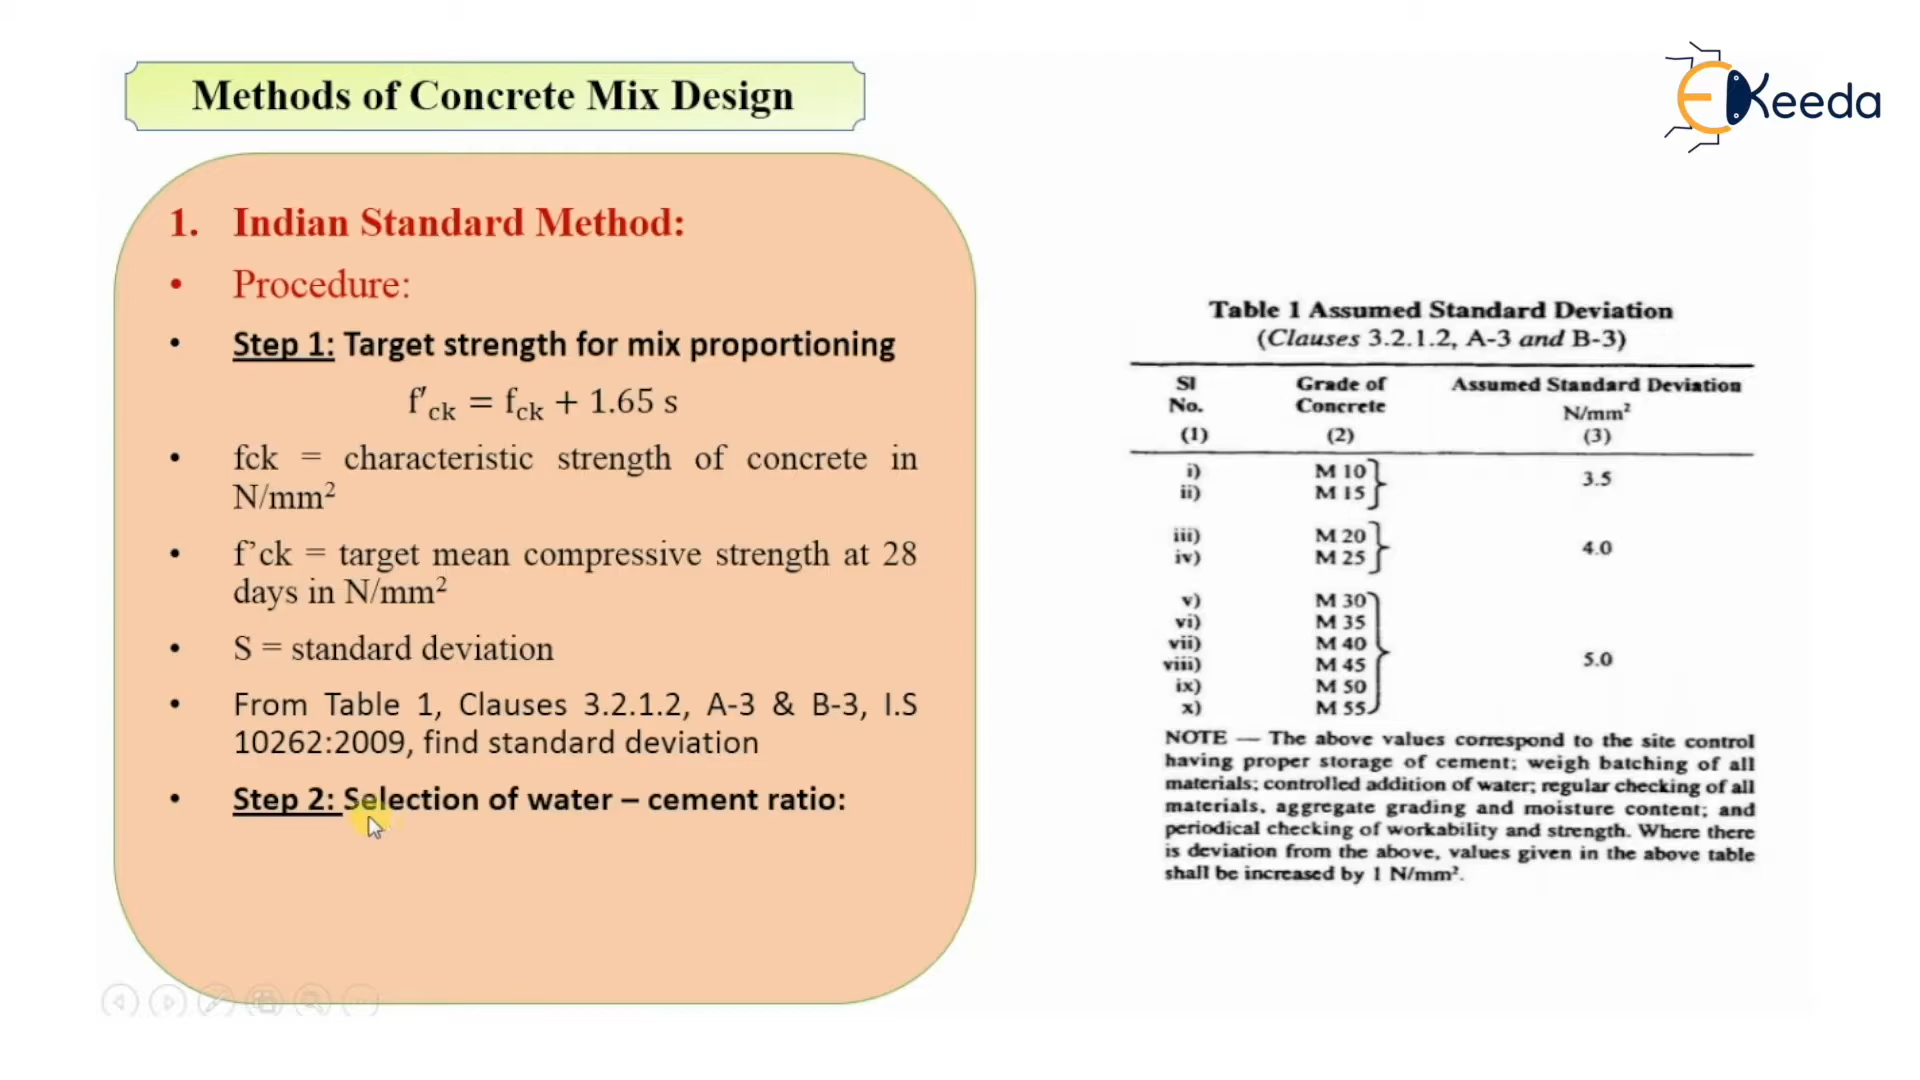 Methods of Concrete Mix Design
EKeeda
1. Indian Standard Method:
• Procedure:
• Step 1: Target strength for mix proportioning
f'ck = fck + 1.65 s
• fck = characteristic strength of concrete in
N/mm²
• f'ck = target mean compressive strength at 28
days in N/mm²
• S = standard deviation
• From Table 1, Clauses 3.2.1.2, A-3 & B-3, I.S
10262:2009, find standard deviation
• Step 2: Selection of water – cement ratio:
Table 1 Assumed Standard Deviation
(Clauses 3.2.1.2, A-3 and B-3)
Sl Grade of Assumed Standard Deviation
No. Concrete N/mm²
(1) (2) (3)
i) M 10
3.5
ii) M 15
iii) M 20
4.0
iv) M 25
v) M 30
vi) M 35
vii) M 40
5.0
viii) M 45
ix) M 50
x) M 55
NOTE — The above values correspond to the site control
having proper storage of cement; weigh batching of all
materials; controlled addition of water; regular checking of all
materials, aggregate grading and moisture content; and
periodical checking of workability and strength. Where there
is deviation from the above, values given in the above table
shall be increased by 1 N/mm².